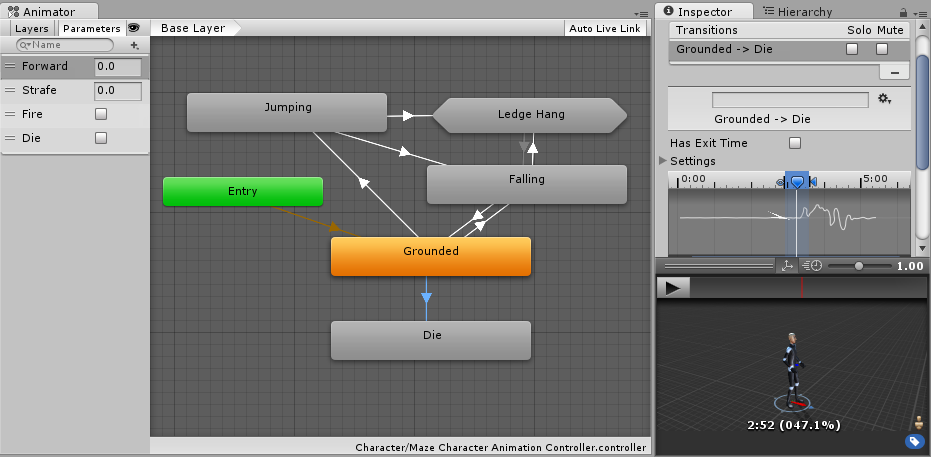 Animator
Inspector
Hierarchy
Layers
Parameters
Base Layer
Auto Live Link
Transitions
Solo
Mute
Name
Grounded -> Die
Forward
0.0
Strafe
0.0
Fire
Die
Jumping
Ledge Hang
Grounded -> Die
Has Exit Time
Settings
Falling
0:00
5:00
Entry
Grounded
1.00
Die
2:52 (047.1%)
Character/Maze Character Animation Controller.controller